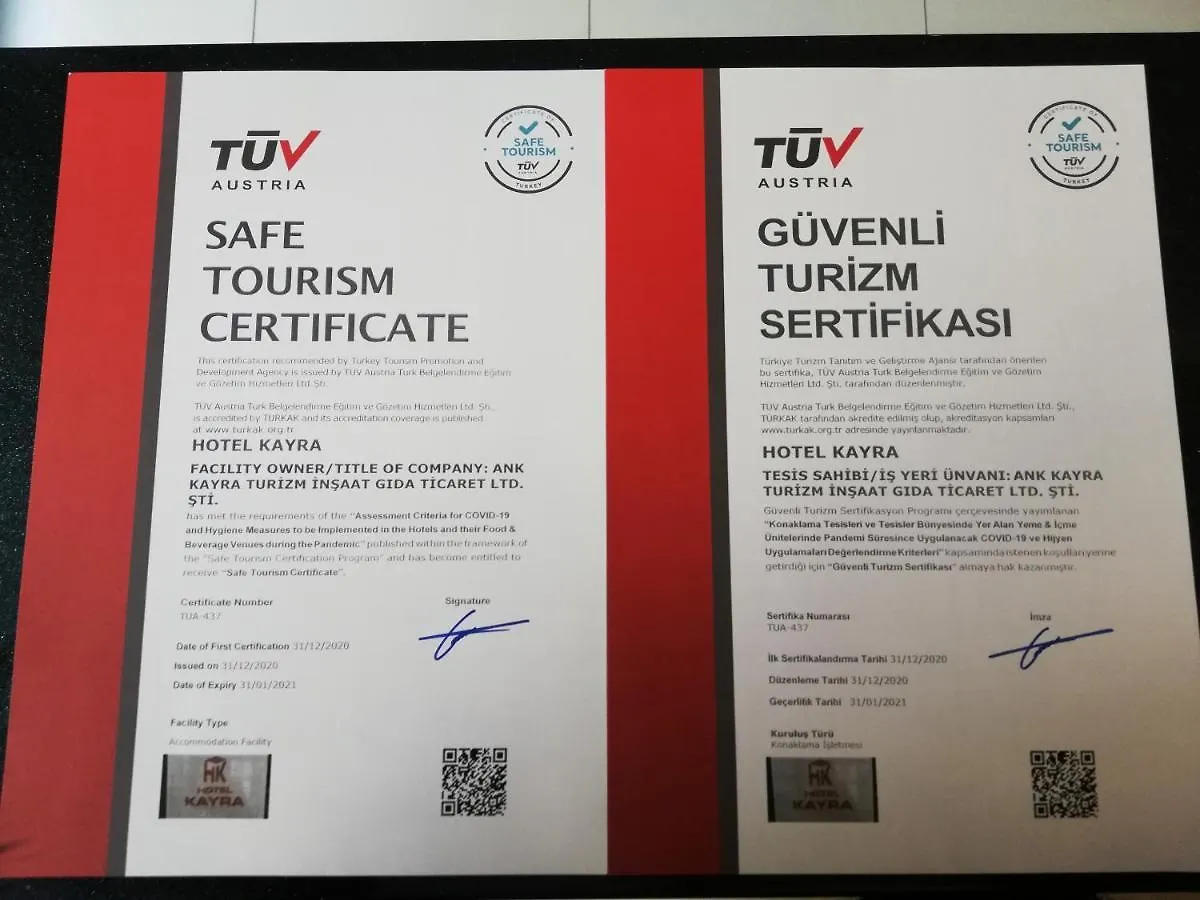 TÜV
AUSTRIA
CERTIFICATE OF
SAFE
TOURISM
TÜV
AUSTRIA
TURKEY
SAFE
TOURISM
CERTIFICATE
This certification recommended by Turkey Tourism Promotion and
Development Agency is issued by TÜV Austria Turk Belgelendirme Eğitim
ve Gözetim Hizmetleri Ltd. Şti.
TÜV Austria Turk Belgelendirme Eğitim ve Gözetim Hizmetleri Ltd. Şti.,
is accredited by TÜRKAK and its accreditation coverage is published
at www.turkak.org.tr
HOTEL KAYRA
FACILITY OWNER/TITLE OF COMPANY: ANK
KAYRA TURİZM İNŞAAT GIDA TİCARET LTD.
ŞTİ.
has met the requirements of the "Assessment Criteria for COVID-19
and Hygiene Measures to be Implemented in the Hotels and their Food &
Beverage Venues during the Pandemic" published within the framework of
the "Safe Tourism Certification Program" and has become entitled to
receive "Safe Tourism Certificate".
Certificate Number
TUA-437
Signature
Date of First Certification 31/12/2020
Issued on 31/12/2020
Date of Expiry 31/01/2021
Facility Type
Accommodation Facility
HK
HOTEL
KAYRA
TÜV
AUSTRIA
CERTIFICATE OF
SAFE
TOURISM
TÜV
AUSTRIA
TURKEY
GÜVENLİ
TURİZM
SERTİFİKASI
Türkiye Turizm Tanıtım ve Geliştirme Ajansı tarafından önerilen
bu sertifika, TÜV Austria Turk Belgelendirme Eğitim ve Gözetim
Hizmetleri Ltd. Şti. tarafından düzenlenmiştir.
TÜV Austria Turk Belgelendirme Eğitim ve Gözetim Hizmetleri Ltd. Şti.,
TÜRKAK tarafından akredite edilmiş olup, akreditasyon kapsamları
www.turkak.org.tr adresinde yayınlanmaktadır.
HOTEL KAYRA
TESİS SAHİBİ/İŞ YERİ ÜNVANI: ANK KAYRA
TURİZM İNŞAAT GIDA TİCARET LTD. ŞTİ.
Güvenli Turizm Sertifikasyon Programı çerçevesinde yayımlanan
"Konaklama Tesisleri ve Tesisler Bünyesinde Yer Alan Yeme & İçme
Ünitelerinde Pandemi Süresince Uygulanacak COVID-19 ve Hijyen
Uygulamaları Değerlendirme Kriterleri" kapsamında istenen koşulları yerine
getirdiği için "Güvenli Turizm Sertifikası" almaya hak kazanmıştır.
Sertifika Numarası
TUA-437
İmza
İlk Sertifikalandırma Tarihi 31/12/2020
Düzenleme Tarihi 31/12/2020
Geçerlilik Tarihi 31/01/2021
Kuruluş Türü
Konaklama İşletmesi
HK
HOTEL
KAYRA